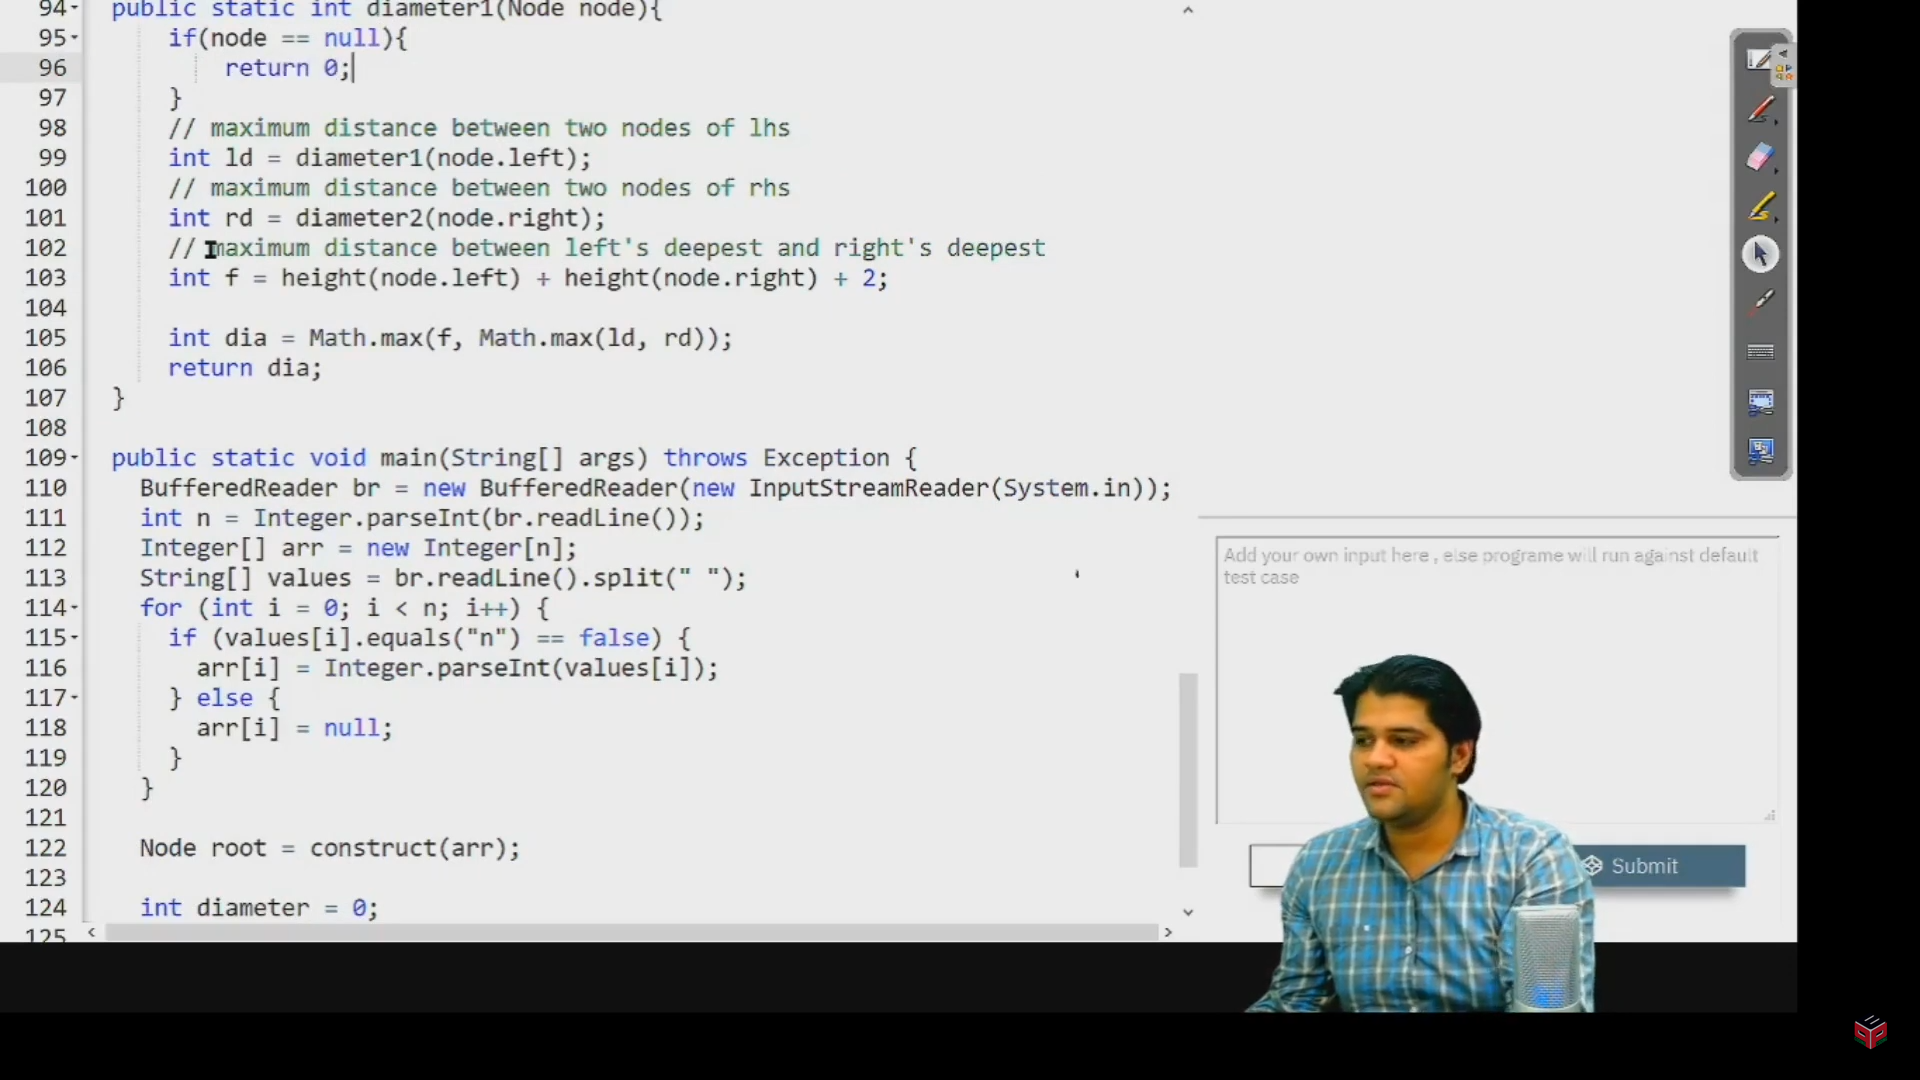 94 public static int diameter1(Node node){
95 if(node == null){
96 return 0;
97 }
98 // maximum distance between two nodes of lhs
99 int ld = diameter1(node.left);
100 // maximum distance between two nodes of rhs
101 int rd = diameter2(node.right);
102 // maximum distance between left's deepest and right's deepest
103 int f = height(node.left) + height(node.right) + 2;
104
105 int dia = Math.max(f, Math.max(ld, rd));
106 return dia;
107 }
108
109 public static void main(String[] args) throws Exception {
110 BufferedReader br = new BufferedReader(new InputStreamReader(System.in));
111 int n = Integer.parseInt(br.readLine());
112 Integer[] arr = new Integer[n];
113 String[] values = br.readLine().split(" ");
114 for (int i = 0; i < n; i++) {
115 if (values[i].equals("n") == false) {
116 arr[i] = Integer.parseInt(values[i]);
117 } else {
118 arr[i] = null;
119 }
120 }
121
122 Node root = construct(arr);
123
124 int diameter = 0;
125
Add your own input here , else programe will run against default
test case
Submit